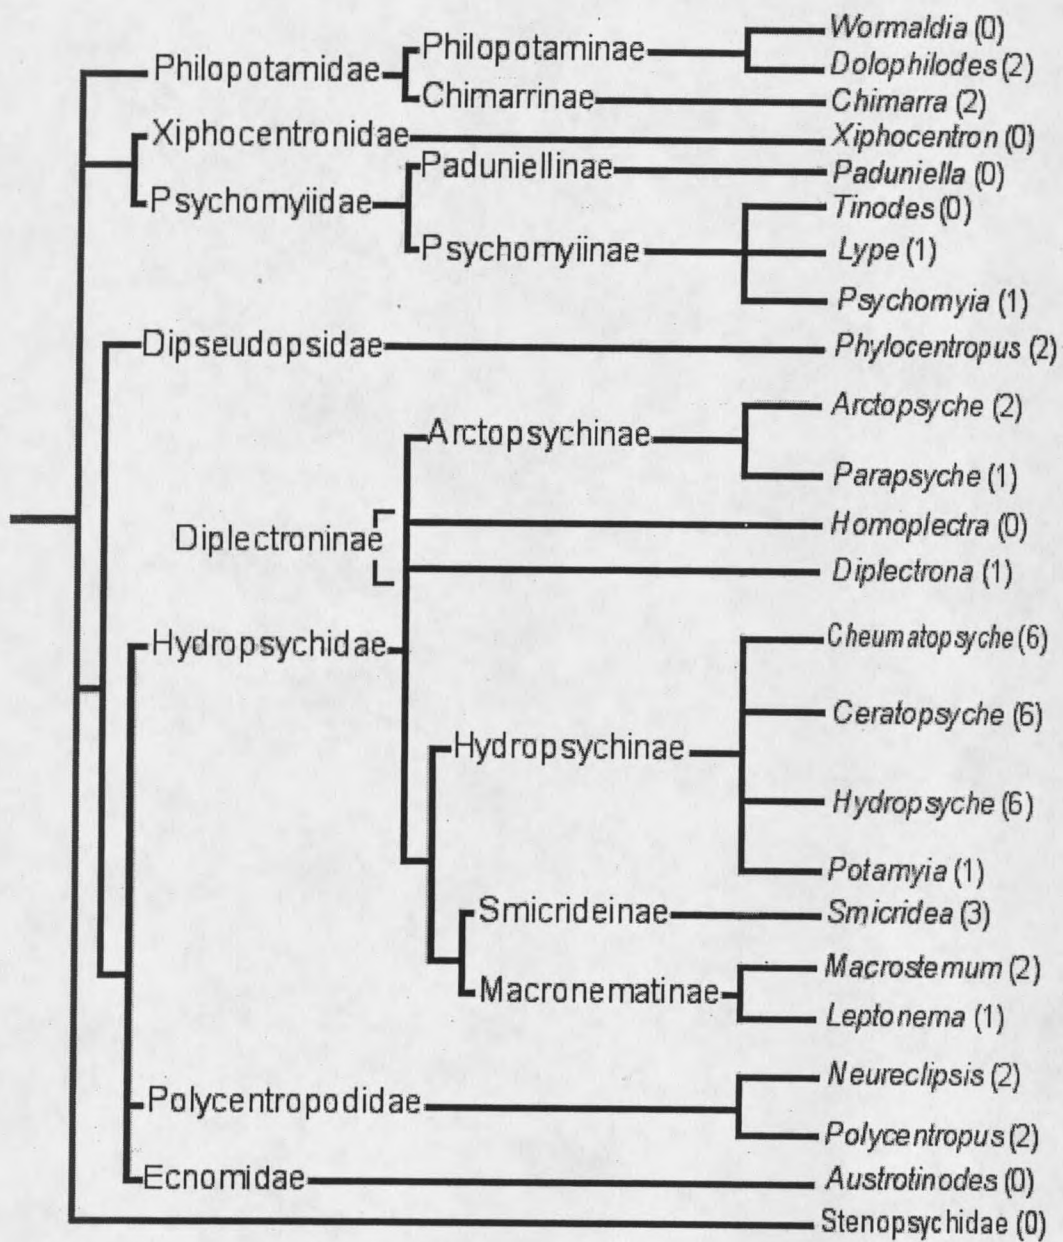 Wormaldia (0)
Philopotamidae Philopotaminae Dolophilodes (2)
Chimarrinae Chimarra (2)
Xiphocentronidae Xiphocentron (0)
Paduniellinae Paduniella (0)
Psychomyiidae Tinodes (0)
Psychomyiinae Lype (1)
Psychomyia (1)
Dipseudopsidae Phylocentropus (2)
Arctopsyche (2)
Arctopsychinae
Parapsyche (1)
Homoplectra (0)
Diplectroninae
Diplectrona (1)
Hydropsychidae Cheumatopsyche (6)
Ceratopsyche (6)
Hydropsychinae
Hydropsyche (6)
Potamyia (1)
Smicrideinae Smicridea (3)
Macrostemum (2)
Macronematinae
Leptonema (1)
Neureclipsis (2)
Polycentropodidae
Polycentropus (2)
Ecnomidae Austrotinodes (0)
Stenopsychidae (0)